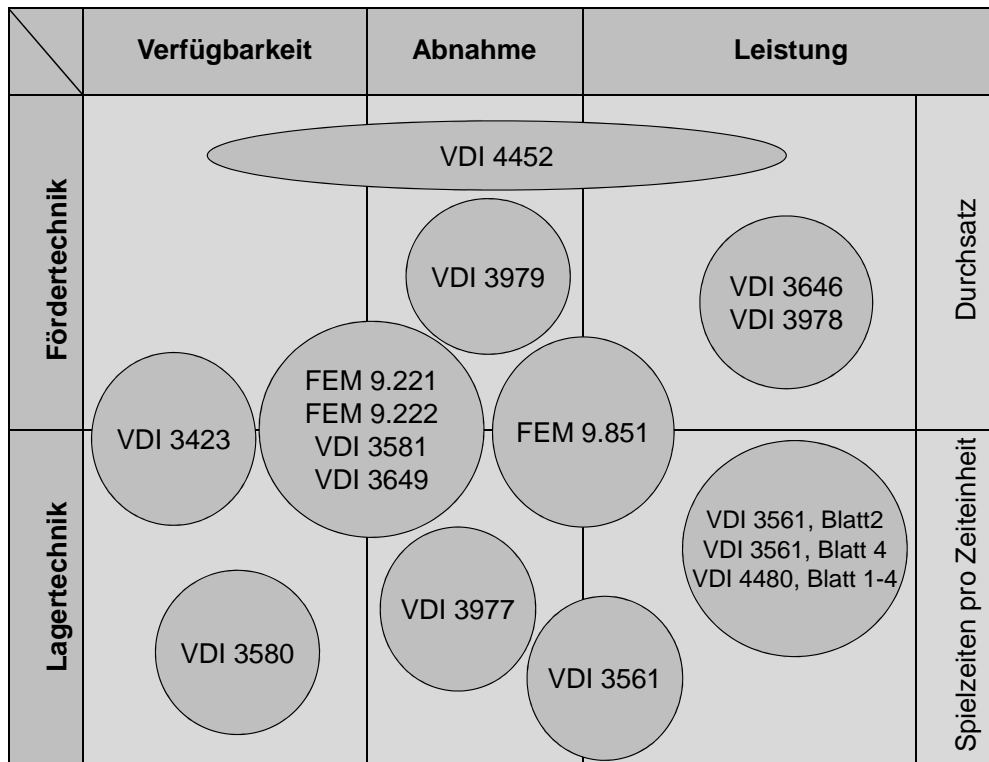 Verfügbarkeit
Abnahme
Leistung
Fördertechnik
VDI 4452
VDI 3979
VDI 3646
VDI 3978
Durchsatz
VDI 3423
FEM 9.221
FEM 9.222
VDI 3581
VDI 3649
FEM 9.851
Lagertechnik
VDI 3580
VDI 3977
VDI 3561
VDI 3561, Blatt2
VDI 3561, Blatt 4
VDI 4480, Blatt 1-4
Spielzeiten pro Zeiteinheit